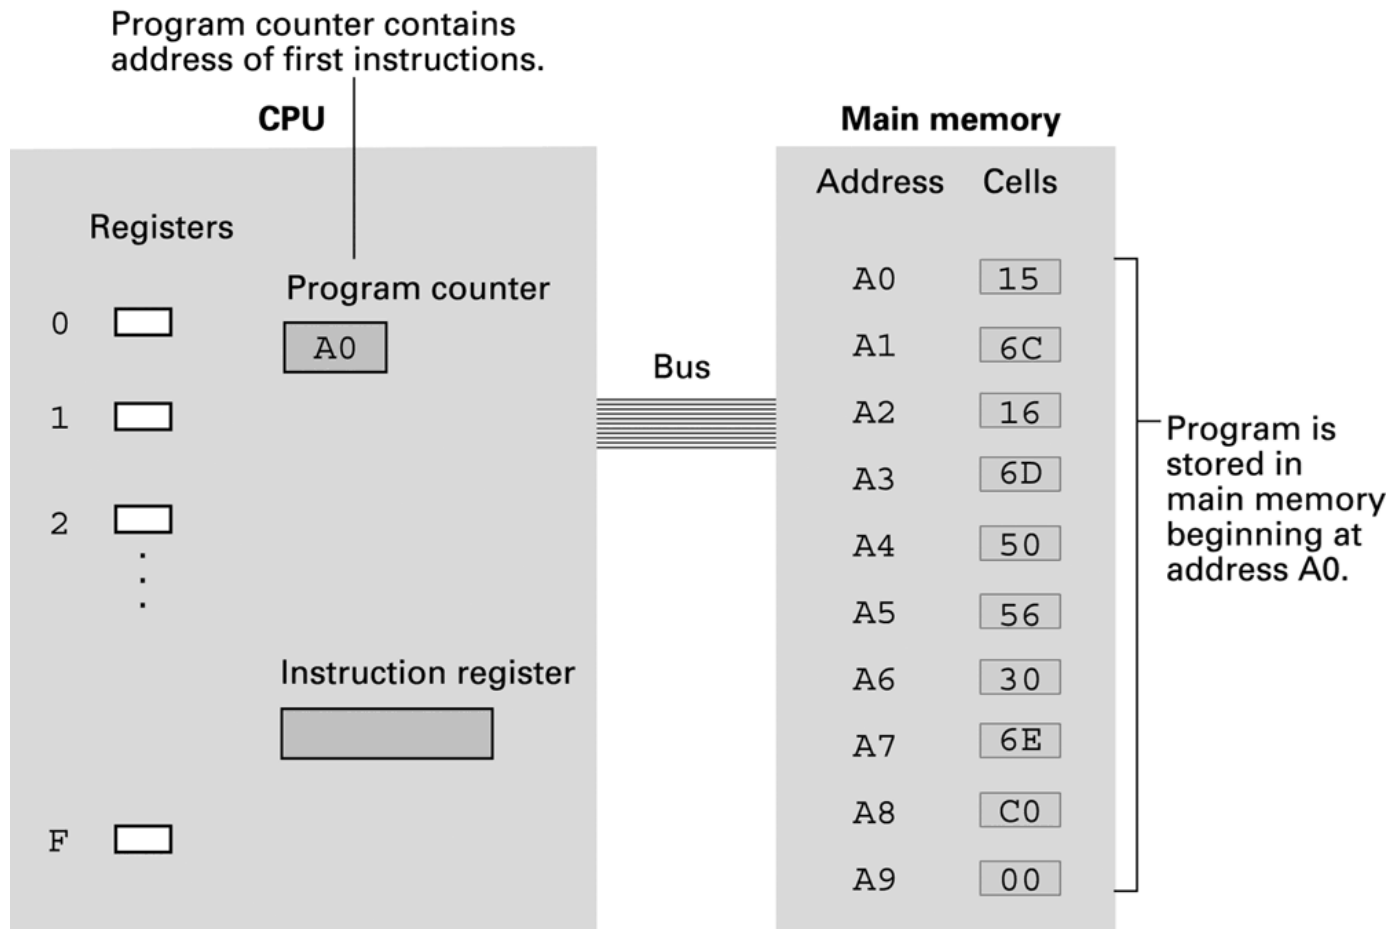 Program counter contains
address of first instructions.
CPU
Registers
Program counter
A0
0
1
2
F
Instruction register
Bus
Main memory
Address Cells
A0 15
A1 6C
A2 16
A3 6D
A4 50
A5 56
A6 30
A7 6E
A8 C0
A9 00
Program is
stored in
main memory
beginning at
address A0.